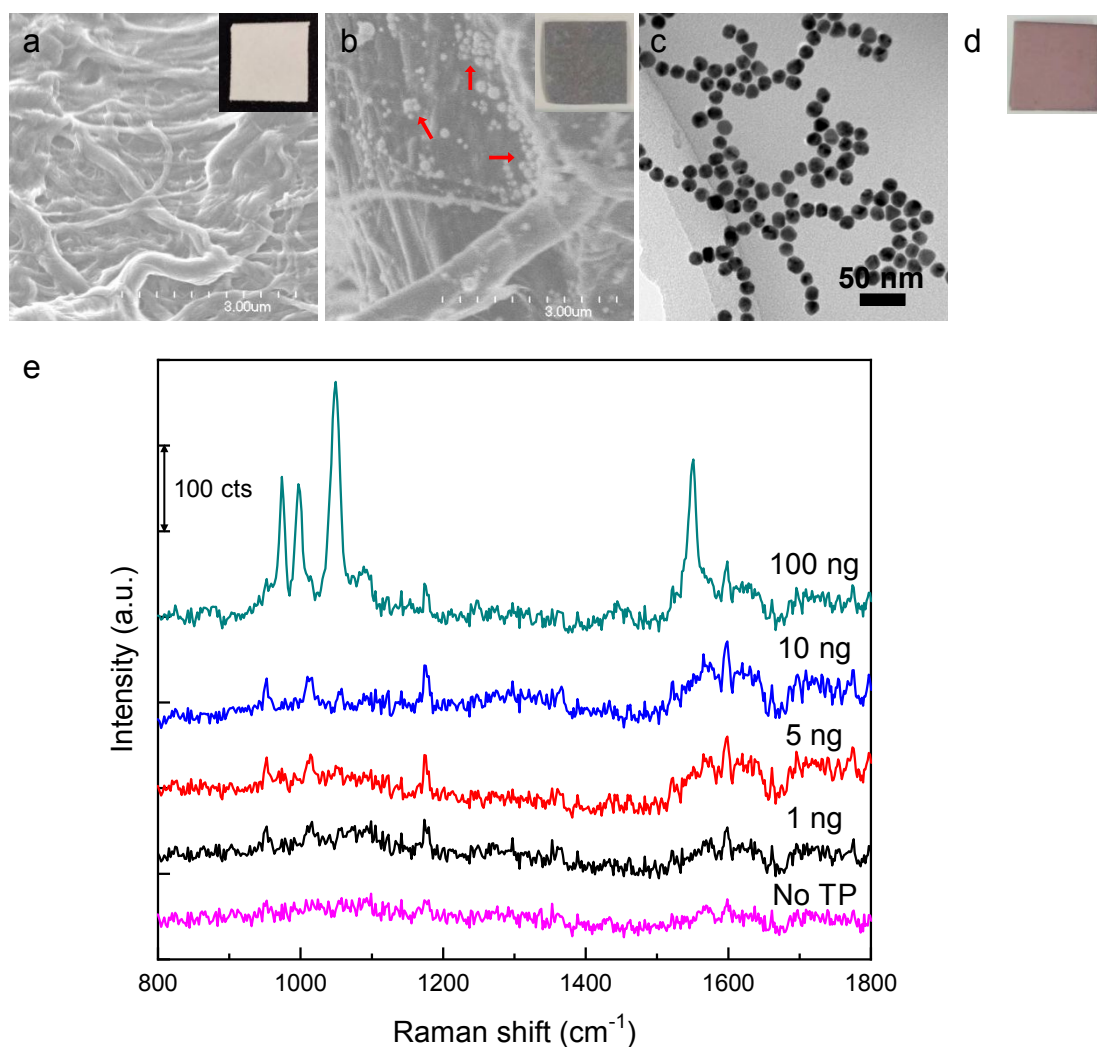 a
b
c
d
3.00um
3.00um
50 nm
e
100 cts
100 ng
10 ng
5 ng
1 ng
No TP
Intensity (a.u.)
800 1000 1200 1400 1600 1800
Raman shift (cm⁻¹)